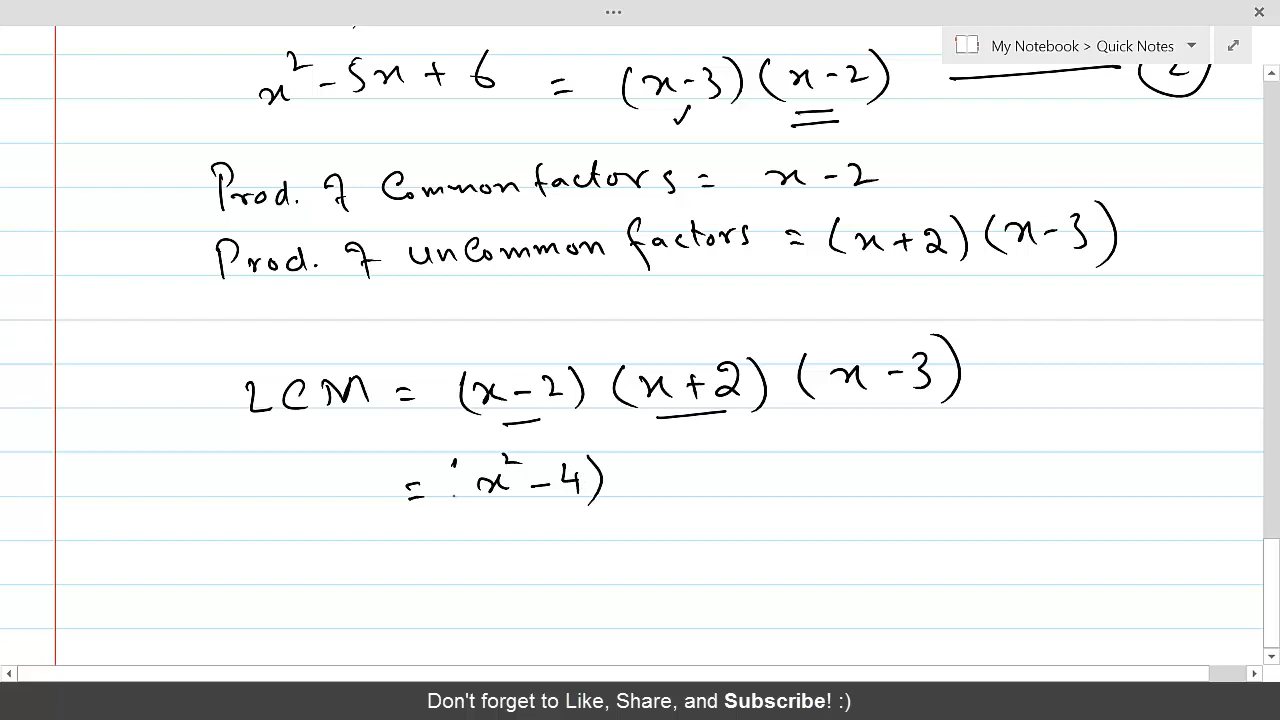 ...
My Notebook > Quick Notes
x² - 5x + 6 = (x-3)(x-2) 2
Prod. of Common factors = x - 2
Prod. of uncommon factors = (x+2)(x-3)
LCM = (x-2)(x+2)(x-3)
= (x² - 4)
Don't forget to Like, Share, and Subscribe! :)